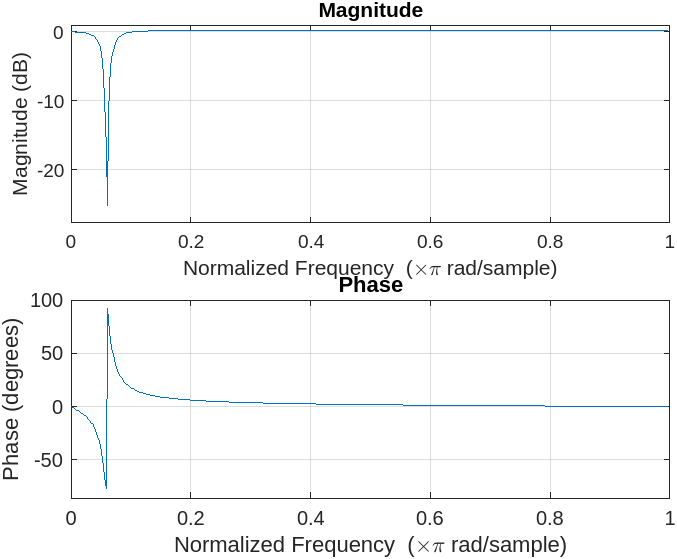 Magnitude
0
-10
-20
Magnitude (dB)
0 0.2 0.4 0.6 0.8 1
Normalized Frequency (×π rad/sample)
Phase
100
50
0
-50
Phase (degrees)
0 0.2 0.4 0.6 0.8 1
Normalized Frequency (×π rad/sample)